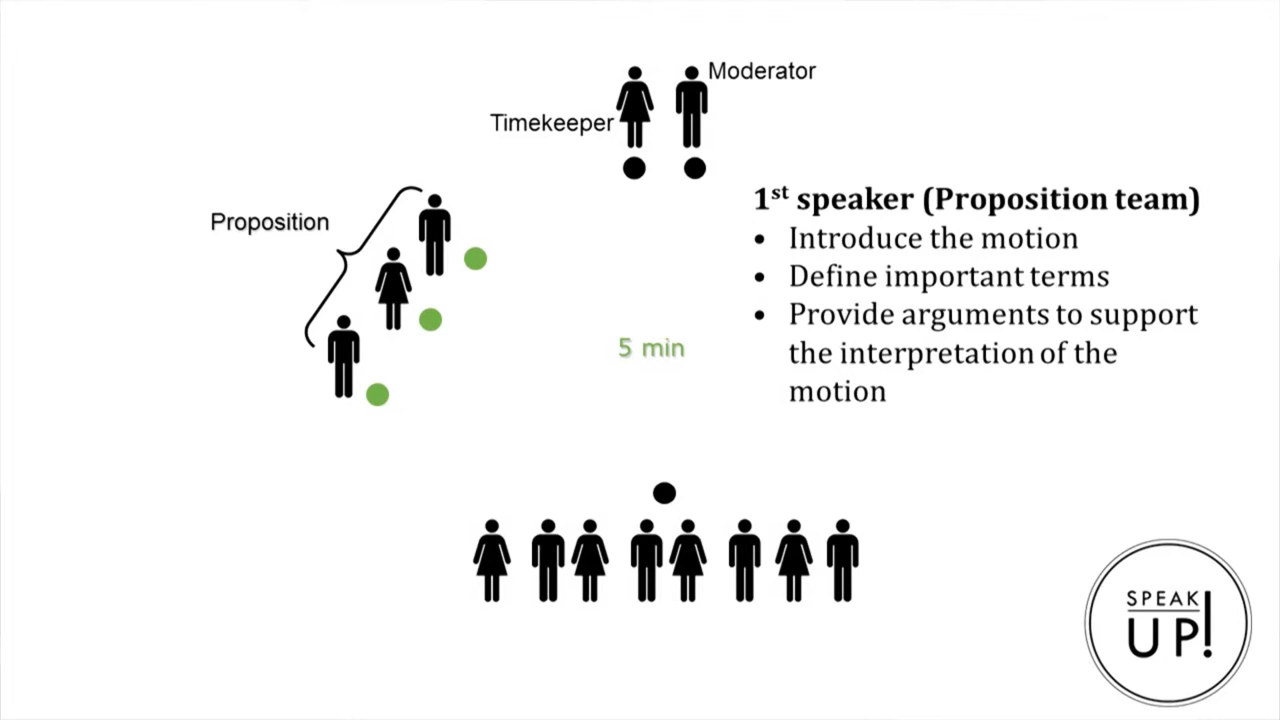 Moderator
Timekeeper
Proposition
1st speaker (Proposition team)
• Introduce the motion
• Define important terms
• Provide arguments to support
the interpretation of the
motion
5 min
SPEAK
UP!